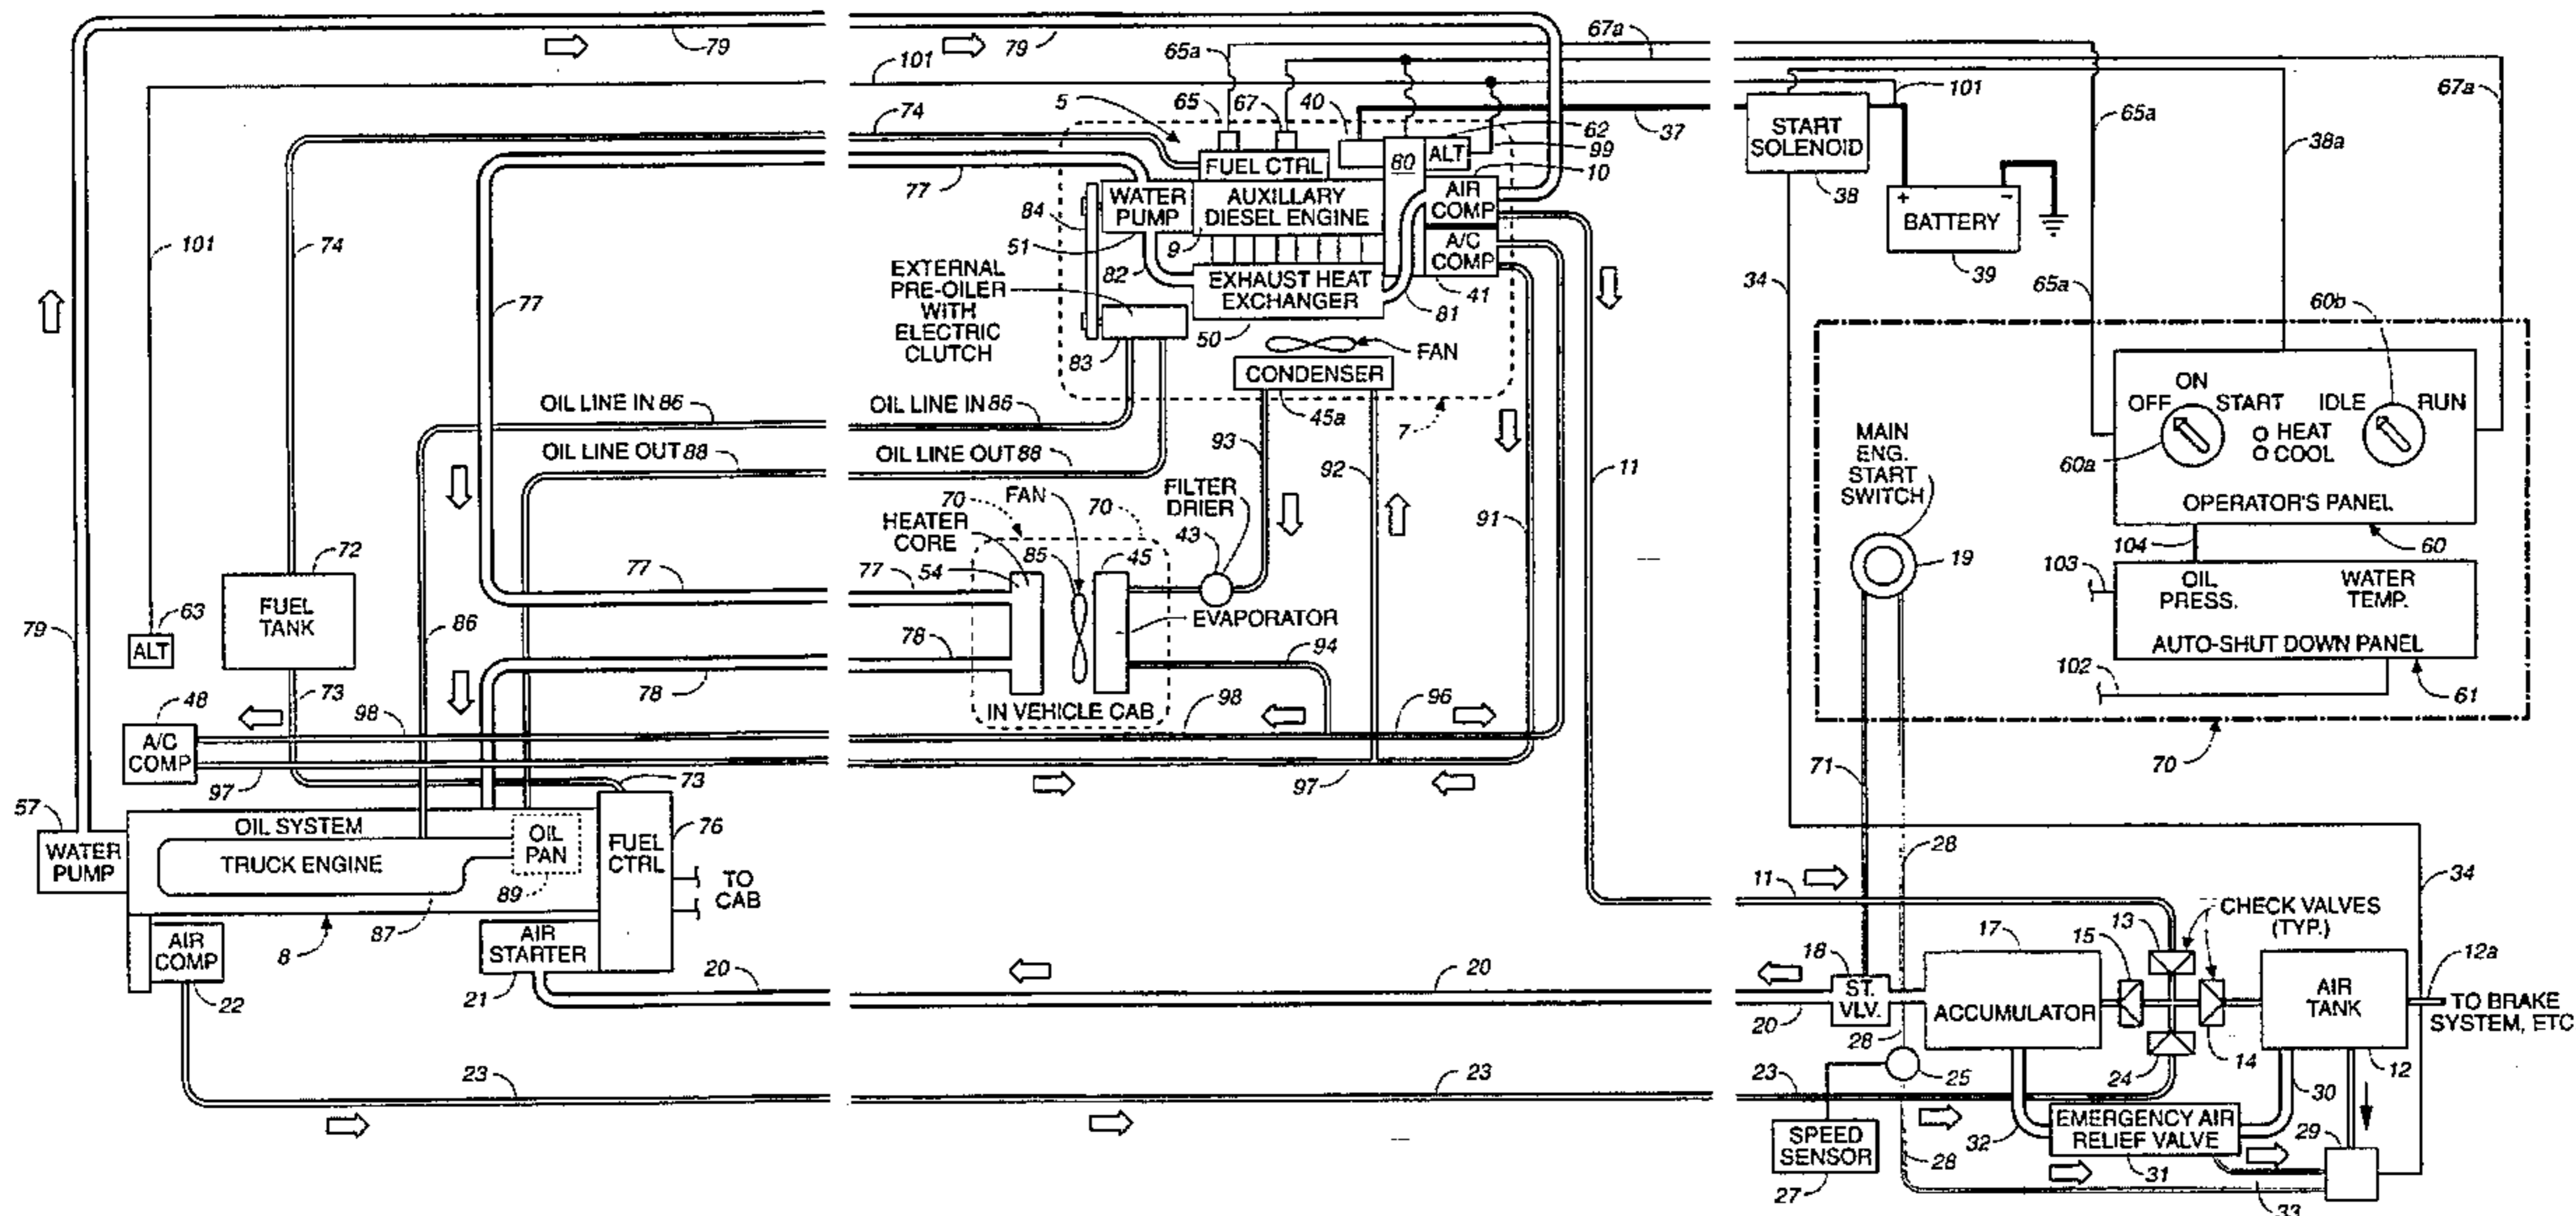 79
79
65a
67a
101
5
65
67
40
101
67a
74
62
37
START
SOLENOID
65a
38a
FUEL CTRL
80
ALT
99
10
77
WATER
PUMP
AUXILLARY
DIESEL ENGINE
AIR
COMP
38
+
-
BATTERY
39
84
51
9
A/C
COMP
101
74
82
EXTERNAL
PRE-OILER
WITH
ELECTRIC
CLUTCH
EXHAUST HEAT
EXCHANGER
41
81
50
34
65a
60b
77
83
FAN
CONDENSER
45a
7
ON
OFF
START
IDLE
RUN
HEAT
COOL
60a
OPERATOR'S PANEL
OIL LINE IN 86
OIL LINE IN 86
OIL LINE OUT 88
OIL LINE OUT 88
93
92
11
91
MAIN
ENG.
START
SWITCH
19
70
FAN
70
HEATER
CORE
FILTER
DRIER
43
104
60
103
OIL
PRESS.
WATER
TEMP.
AUTO-SHUT DOWN PANEL
102
61
70
72
FUEL
TANK
77
77
54
85
45
EVAPORATOR
79
63
ALT
86
78
78
94
IN VEHICLE CAB
73
48
98
98
96
A/C
COMP
97
73
97
71
57
WATER
PUMP
OIL SYSTEM
TRUCK ENGINE
OIL
PAN
89
FUEL
CTRL
76
TO
CAB
8
87
AIR
COMP
22
AIR
STARTER
21
28
11
34
13
CHECK VALVES
(TYP.)
15
17
18
12a
20
20
ST.
VLV.
20
ACCUMULATOR
AIR
TANK
TO BRAKE
SYSTEM, ETC
28
24
14
12
25
30
23
23
23
SPEED
SENSOR
27
32
EMERGENCY AIR
RELIEF VALVE
31
28
29
33